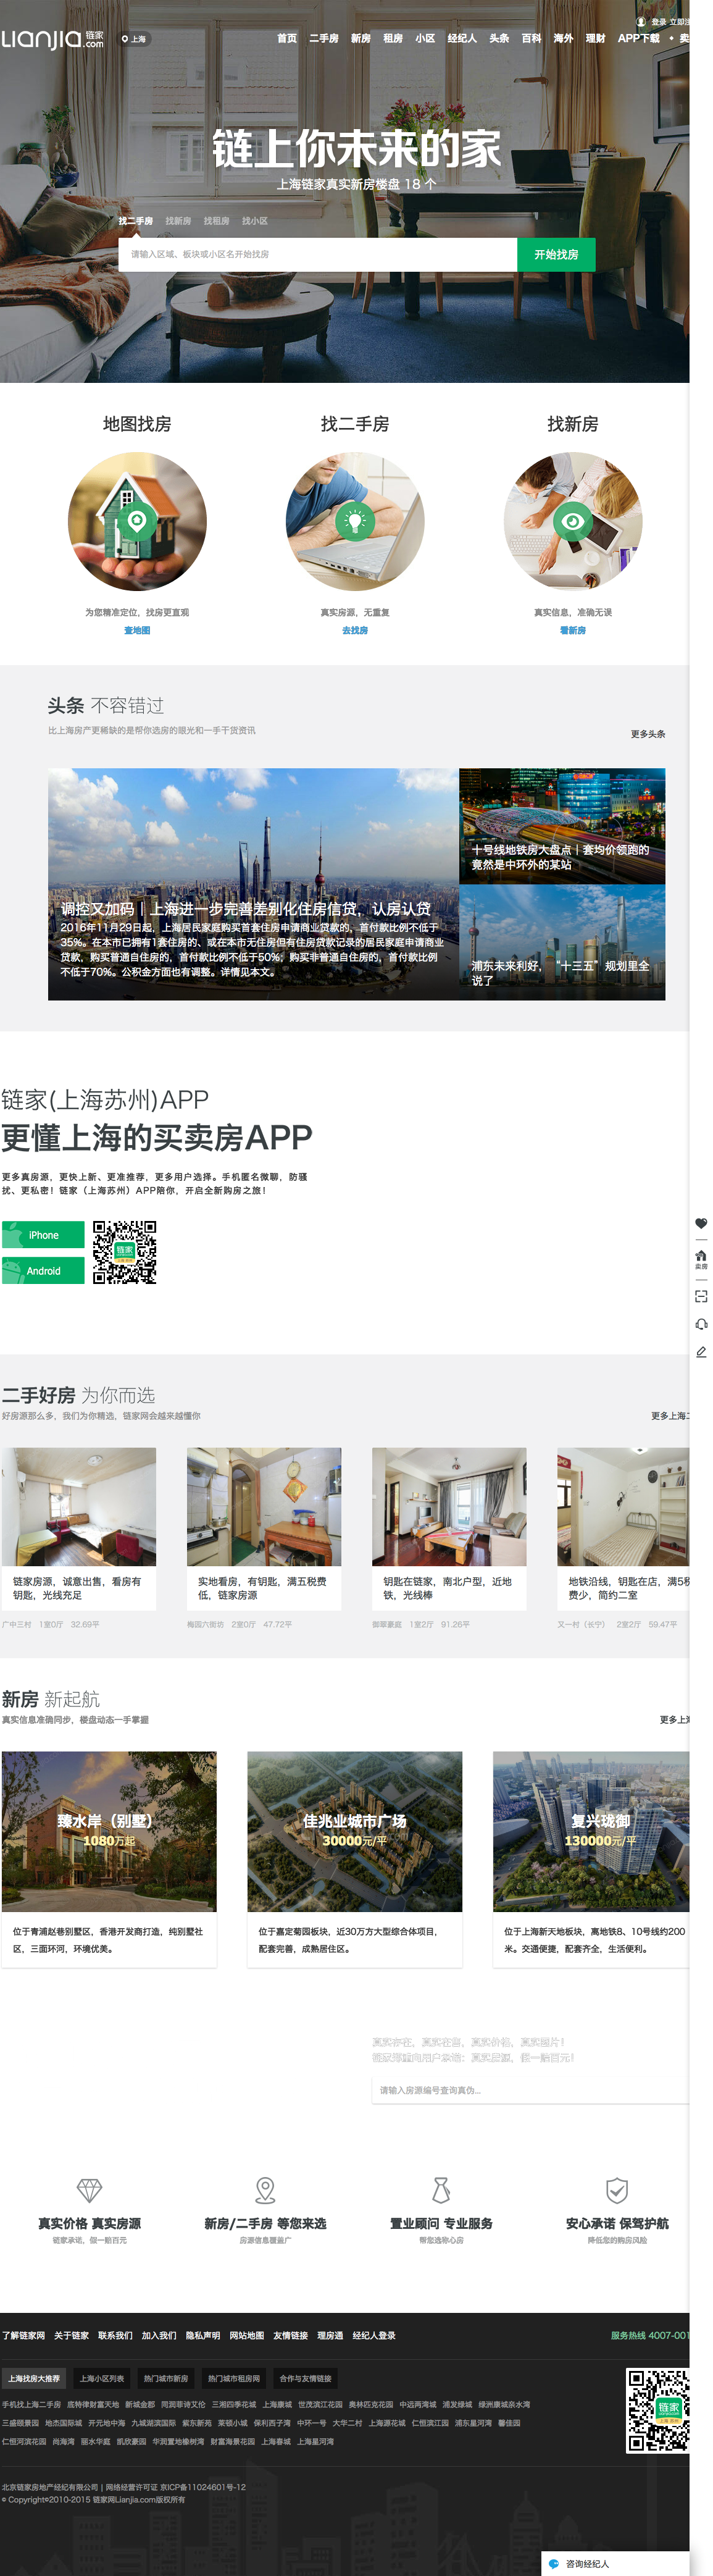 登录 立即注
Lianjia 链家 .com
上海
首页 二手房 新房 租房 小区 经纪人 头条 百科 海外 理财 APP下载 卖
链上你未来的家
上海链家真实新房楼盘 18 个
找二手房 找新房 找租房 找小区
请输入区域、板块或小区名开始找房 开始找房
地图找房 找二手房 找新房
为您精准定位，找房更直观 真实房源，无重复 真实信息，准确无误
查地图 去找房 看新房
头条 不容错过
比上海房产更稀缺的是帮你选房的眼光和一手干货资讯
更多头条
调控又加码｜上海进一步完善差别化住房信贷，认房认贷
2016年11月29日起，上海居民家庭购买首套住房申请商业贷款的，首付款比例不低于
35%。在本市已拥有1套住房的、或在本市无住房但有住房贷款记录的居民家庭申请商业
贷款，购买普通自住房的，首付款比例不低于50%；购买非普通自住房的，首付款比例
不低于70%。公积金方面也有调整。详情见本文。
十号线地铁房大盘点｜套均价领跑的
竟然是中环外的某站
浦东未来利好，“十三五”规划里全
说了
链家(上海苏州)APP
更懂上海的买卖房APP
更多真房源，更快上新、更准推荐，更多用户选择。手机匿名微聊，防骚
扰、更私密！链家（上海苏州）APP陪你，开启全新购房之旅！
iPhone
Android
链家
卖房
二手好房 为你而选
好房源那么多，我们为你精选，链家网会越来越懂你
更多上海二
链家房源，诚意出售，看房有
钥匙，光线充足
广中三村 1室0厅 32.69平
实地看房，有钥匙，满五税费
低，链家房源
梅园六街坊 2室0厅 47.72平
钥匙在链家，南北户型，近地
铁，光线棒
御翠豪庭 1室2厅 91.26平
地铁沿线，钥匙在店，满5税
费少，简约二室
又一村（长宁） 2室2厅 59.47平
新房 新起航
真实信息准确同步，楼盘动态一手掌握
更多上海
臻水岸（别墅）
1080万起
位于青浦赵巷别墅区，香港开发商打造，纯别墅社
区，三面环河，环境优美。
佳兆业城市广场
30000元/平
位于嘉定菊园板块，近30万方大型综合体项目，
配套完善，成熟居住区。
复兴珑御
130000元/平
位于上海新天地板块，离地铁8、10号线约200
米。交通便捷，配套齐全，生活便利。
真实存在，真实在售，真实价格，真实图片！
请输入房源编号查询真伪...
真实价格 真实房源 新房/二手房 等您来选 置业顾问 专业服务 安心承诺 保驾护航
链家承诺，假一赔百元 房源信息覆盖广 帮您选称心房 降低您的购房风险
了解链家网 关于链家 联系我们 加入我们 隐私声明 网站地图 友情链接 理房通 经纪人登录
服务热线 4007-001
上海找房大推荐 上海小区列表 热门城市新房 热门城市租房网 合作与友情链接
手机找上海二手房 底特律财富天地 新城金郡 同润菲诗艾伦 三湘四季花城 上海康城 世茂滨江花园 奥林匹克花园 中远两湾城 浦发绿城 绿洲康城亲水湾
三盛颐景园 地杰国际城 开元地中海 九城湖滨国际 紫东新苑 莱顿小城 保利西子湾 中环一号 大华二村 上海源花城 仁恒滨江园 浦东星河湾 馨佳园
仁恒河滨花园 尚海湾 丽水华庭 凯欣豪园 华润置地橡树湾 财富海景花园 上海春城 上海星河湾
链家
北京链家房地产经纪有限公司 | 网络经营许可证 京ICP备11024601号-12
© Copyright©2010-2015 链家网Lianjia.com版权所有
咨询经纪人